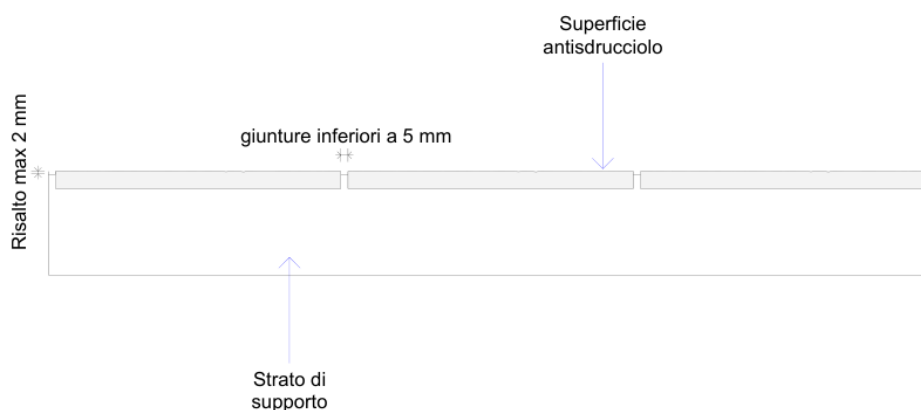 Superficie
antisdrucciolo
giunture inferiori a 5 mm
Risalto max 2 mm
Strato di
supporto